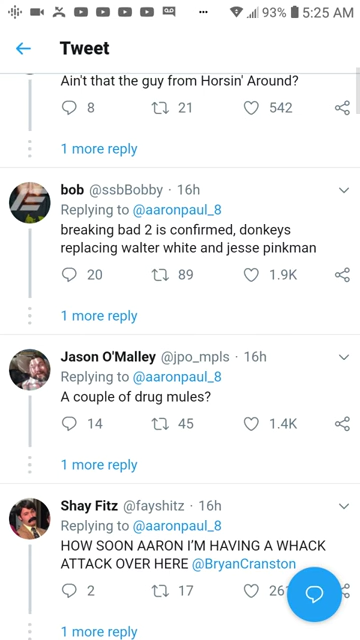 93% 5:25 AM
Tweet
Ain't that the guy from Horsin' Around?
8 21 542
1 more reply
bob @ssbBobby · 16h
Replying to @aaronpaul_8
breaking bad 2 is confirmed, donkeys
replacing walter white and jesse pinkman
20 89 1.9K
1 more reply
Jason O'Malley @jpo_mpls · 16h
Replying to @aaronpaul_8
A couple of drug mules?
14 45 1.4K
1 more reply
Shay Fitz @fayshitz · 16h
Replying to @aaronpaul_8
HOW SOON AARON I'M HAVING A WHACK
ATTACK OVER HERE @BryanCranston
2 17
1 more reply